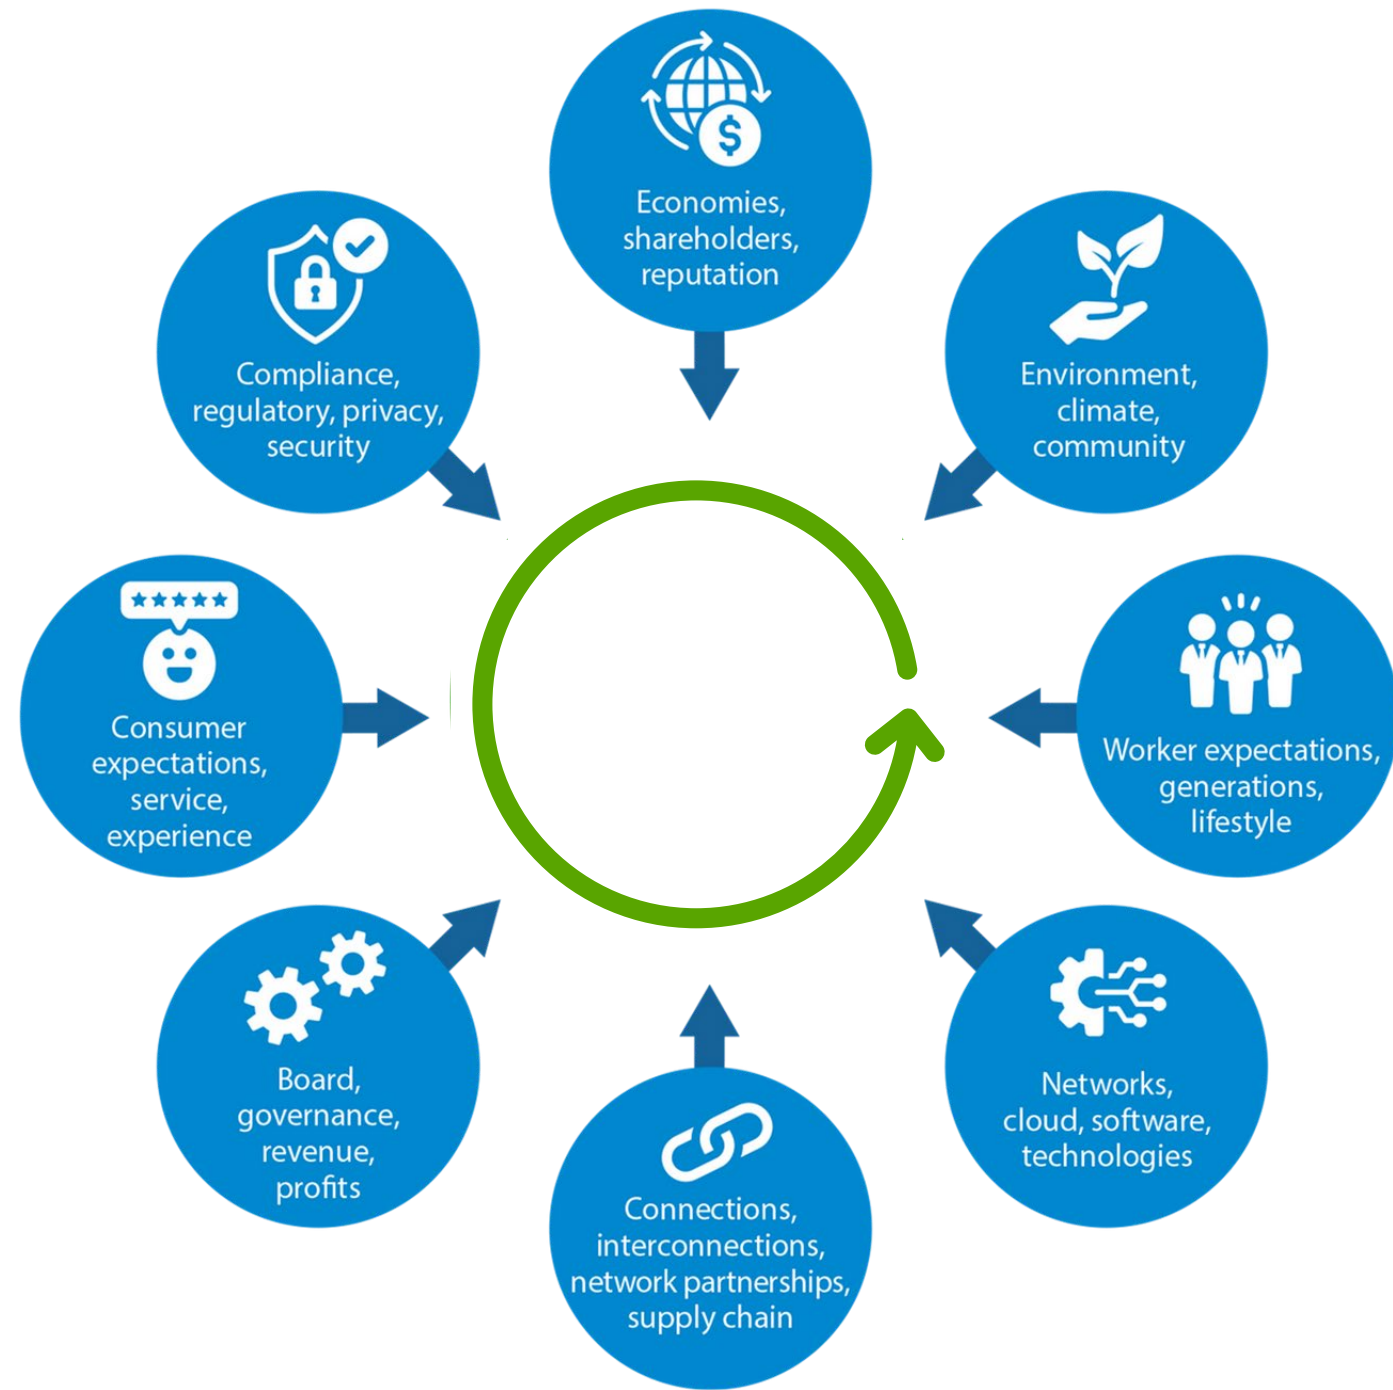 $
Economies,
shareholders,
reputation
Environment,
climate,
community
Worker expectations,
generations,
lifestyle
Networks,
cloud, software,
technologies
Connections,
interconnections,
network partnerships,
supply chain
Board,
governance,
revenue,
profits
Consumer
expectations,
service,
experience
Compliance,
regulatory, privacy,
security